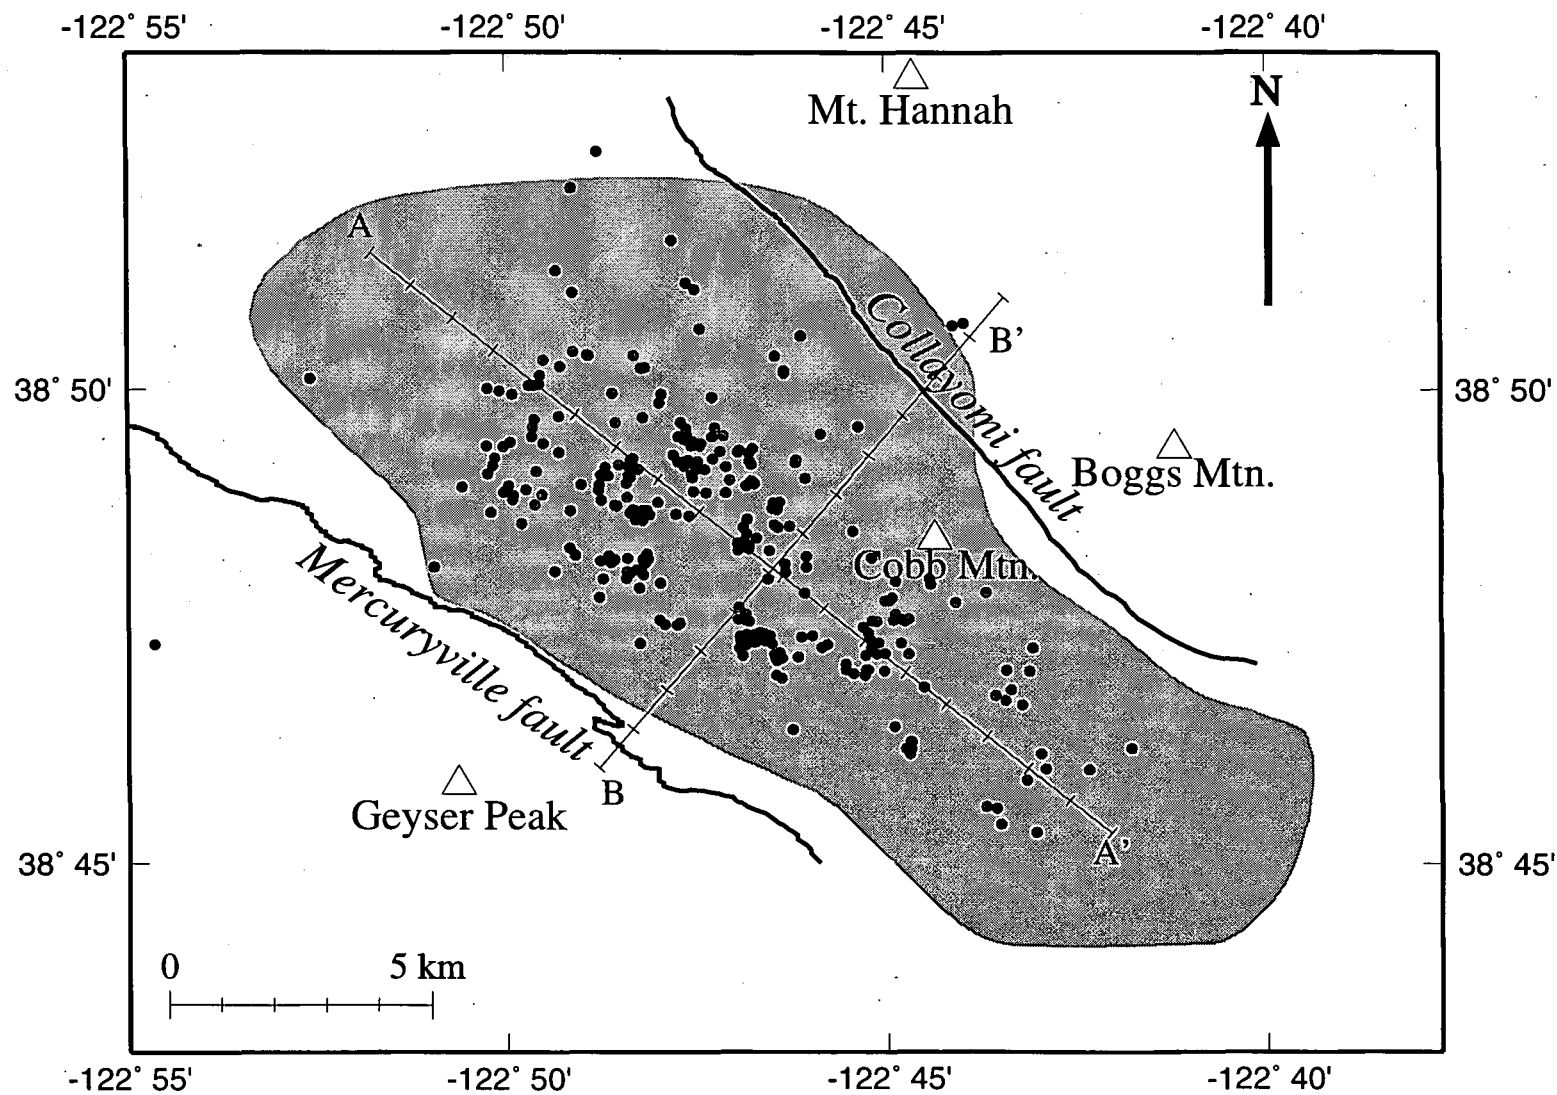 -122° 55' -122° 50' -122° 45' -122° 40'
Mt. Hannah
N
A
Collayomi fault
B'
38° 50' 38° 50'
Boggs Mtn.
Cobb Mtn.
Mercuryville fault
B
Geyser Peak
A'
38° 45' 38° 45'
0 5 km
-122° 55' -122° 50' -122° 45' -122° 40'